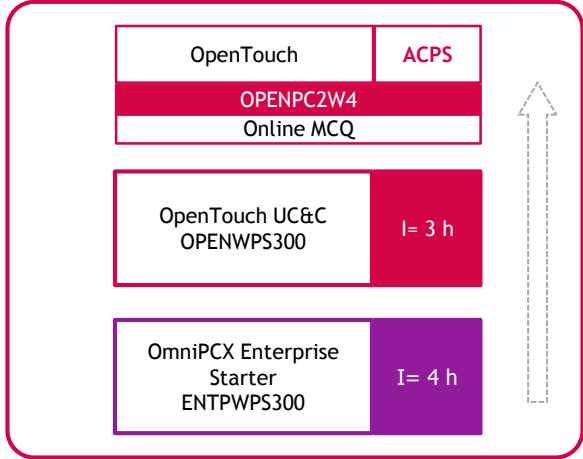 OpenTouch ACPS
OPENPC2W4
Online MCQ
OpenTouch UC&C
OPENWPS300
I= 3 h
OmniPCX Enterprise
Starter
ENTPWPS300
I= 4 h